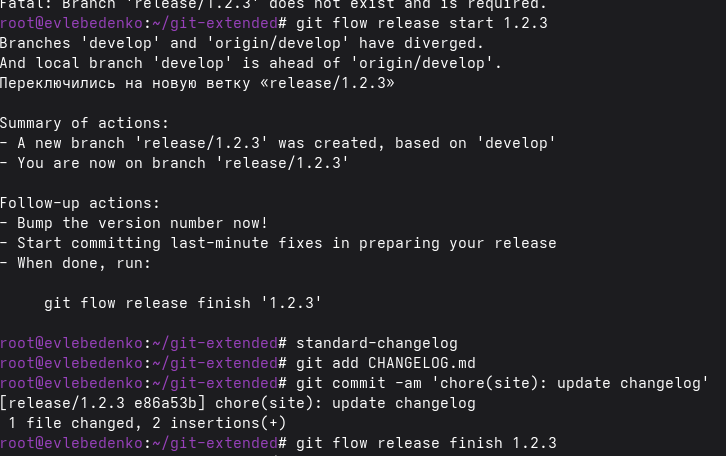 Fatal: Branch 'release/1.2.3' does not exist and is required.
root@evlebedenko:~/git-extended# git flow release start 1.2.3
Branches 'develop' and 'origin/develop' have diverged.
And local branch 'develop' is ahead of 'origin/develop'.
Переключились на новую ветку «release/1.2.3»
Summary of actions:
- A new branch 'release/1.2.3' was created, based on 'develop'
- You are now on branch 'release/1.2.3'
Follow-up actions:
- Bump the version number now!
- Start committing last-minute fixes in preparing your release
- When done, run:
git flow release finish '1.2.3'
root@evlebedenko:~/git-extended# standard-changelog
root@evlebedenko:~/git-extended# git add CHANGELOG.md
root@evlebedenko:~/git-extended# git commit -am 'chore(site): update changelog'
[release/1.2.3 e86a53b] chore(site): update changelog
1 file changed, 2 insertions(+)
root@evlebedenko:~/git-extended# git flow release finish 1.2.3